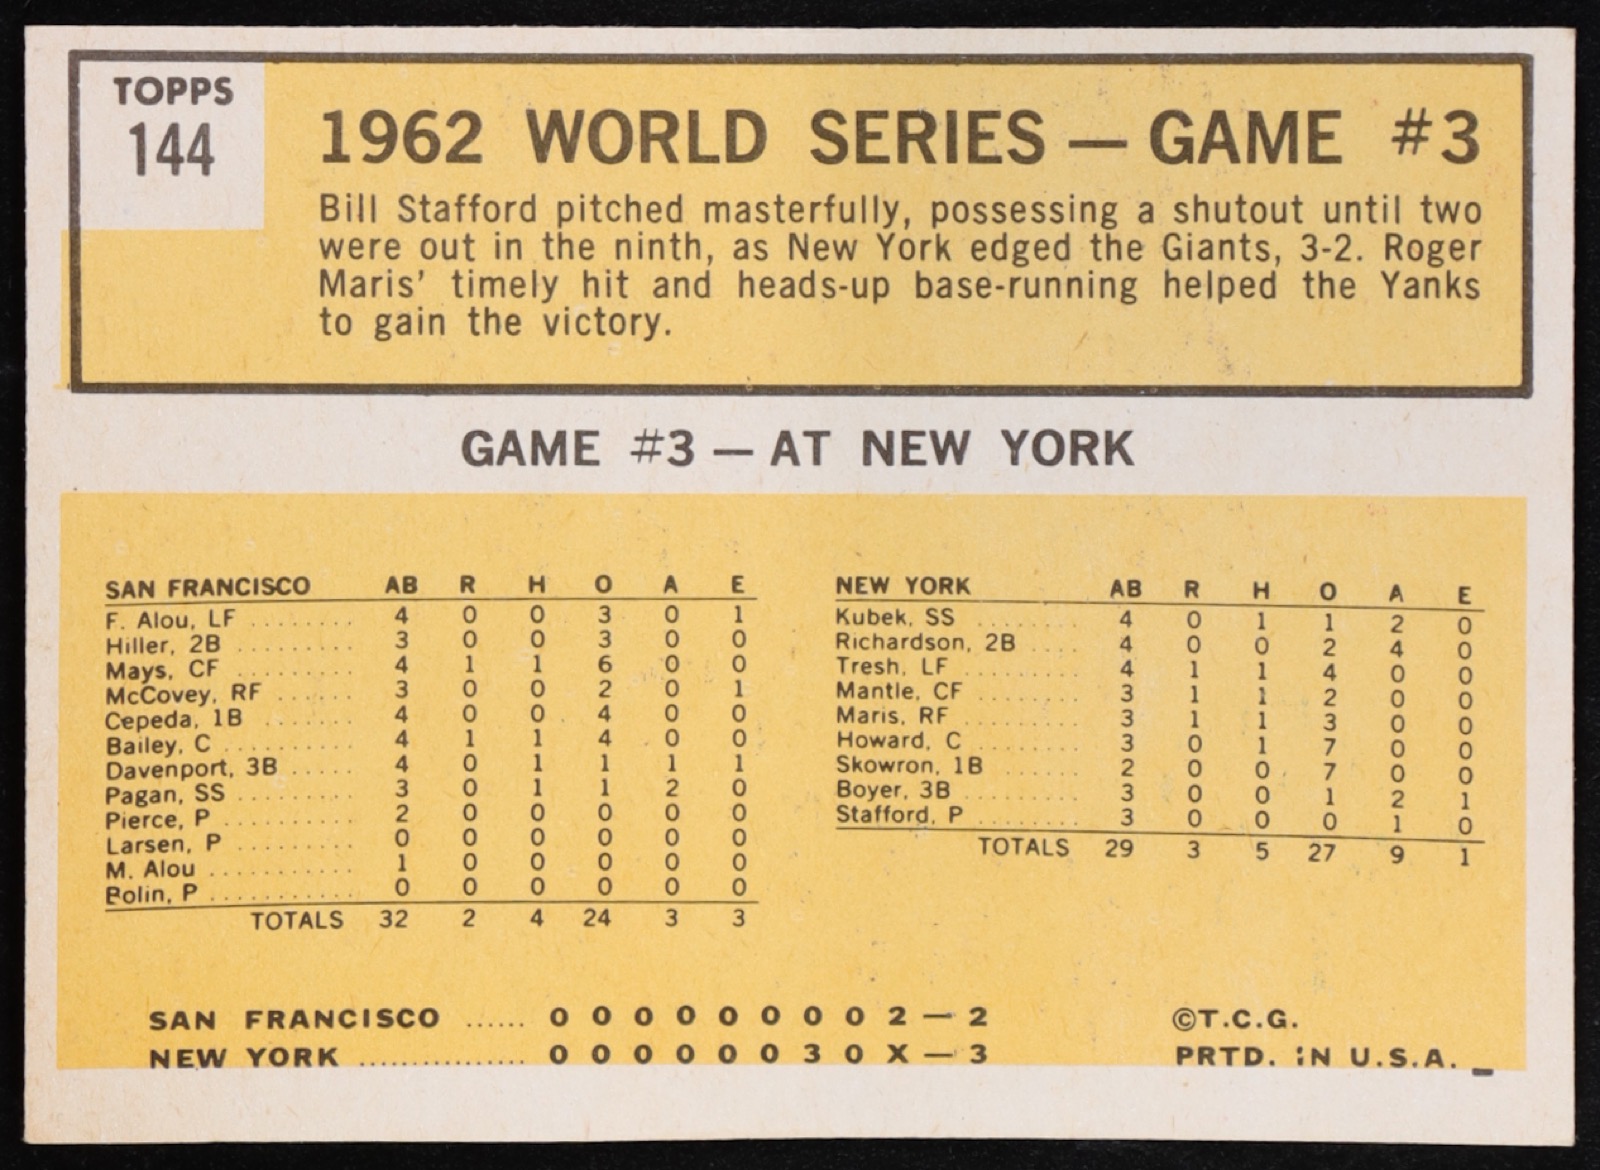 TOPPS
144
1962 WORLD SERIES — GAME #3
Bill Stafford pitched masterfully, possessing a shutout until two
were out in the ninth, as New York edged the Giants, 3-2. Roger
Maris' timely hit and heads-up base-running helped the Yanks
to gain the victory.
GAME #3 — AT NEW YORK
SAN FRANCISCO AB R H O A E
F. Alou, LF ......... 4 0 0 3 0 1
Hiller, 2B .......... 3 0 0 3 0 0
Mays, CF .......... 4 1 1 6 0 0
McCovey, RF ....... 3 0 0 2 0 1
Cepeda, 1B ........ 4 0 0 4 0 0
Bailey, C ............ 4 1 1 4 0 0
Davenport, 3B ...... 4 0 1 1 1 1
Pagan, SS .......... 3 0 1 1 2 0
Pierce, P ........... 2 0 0 0 0 0
Larsen, P .......... 0 0 0 0 0 0
M. Alou ............ 1 0 0 0 0 0
Bolin, P ............ 0 0 0 0 0 0
TOTALS 32 2 4 24 3 3
NEW YORK AB R H O A E
Kubek, SS ......... 4 0 1 1 2 0
Richardson, 2B .... 4 0 0 2 4 0
Tresh, LF .......... 4 1 1 4 0 0
Mantle, CF ......... 3 1 1 2 0 0
Maris, RF .......... 3 1 1 3 0 0
Howard, C ......... 3 0 1 7 0 0
Skowron, 1B ....... 2 0 0 7 0 0
Boyer, 3B .......... 3 0 0 1 2 1
Stafford, P ......... 3 0 0 0 1 0
TOTALS 29 3 5 27 9 1
SAN FRANCISCO ...... 0 0 0 0 0 0 0 0 2 — 2
NEW YORK ............... 0 0 0 0 0 0 3 0 X — 3
©T.C.G.
PRTD. IN U.S.A.